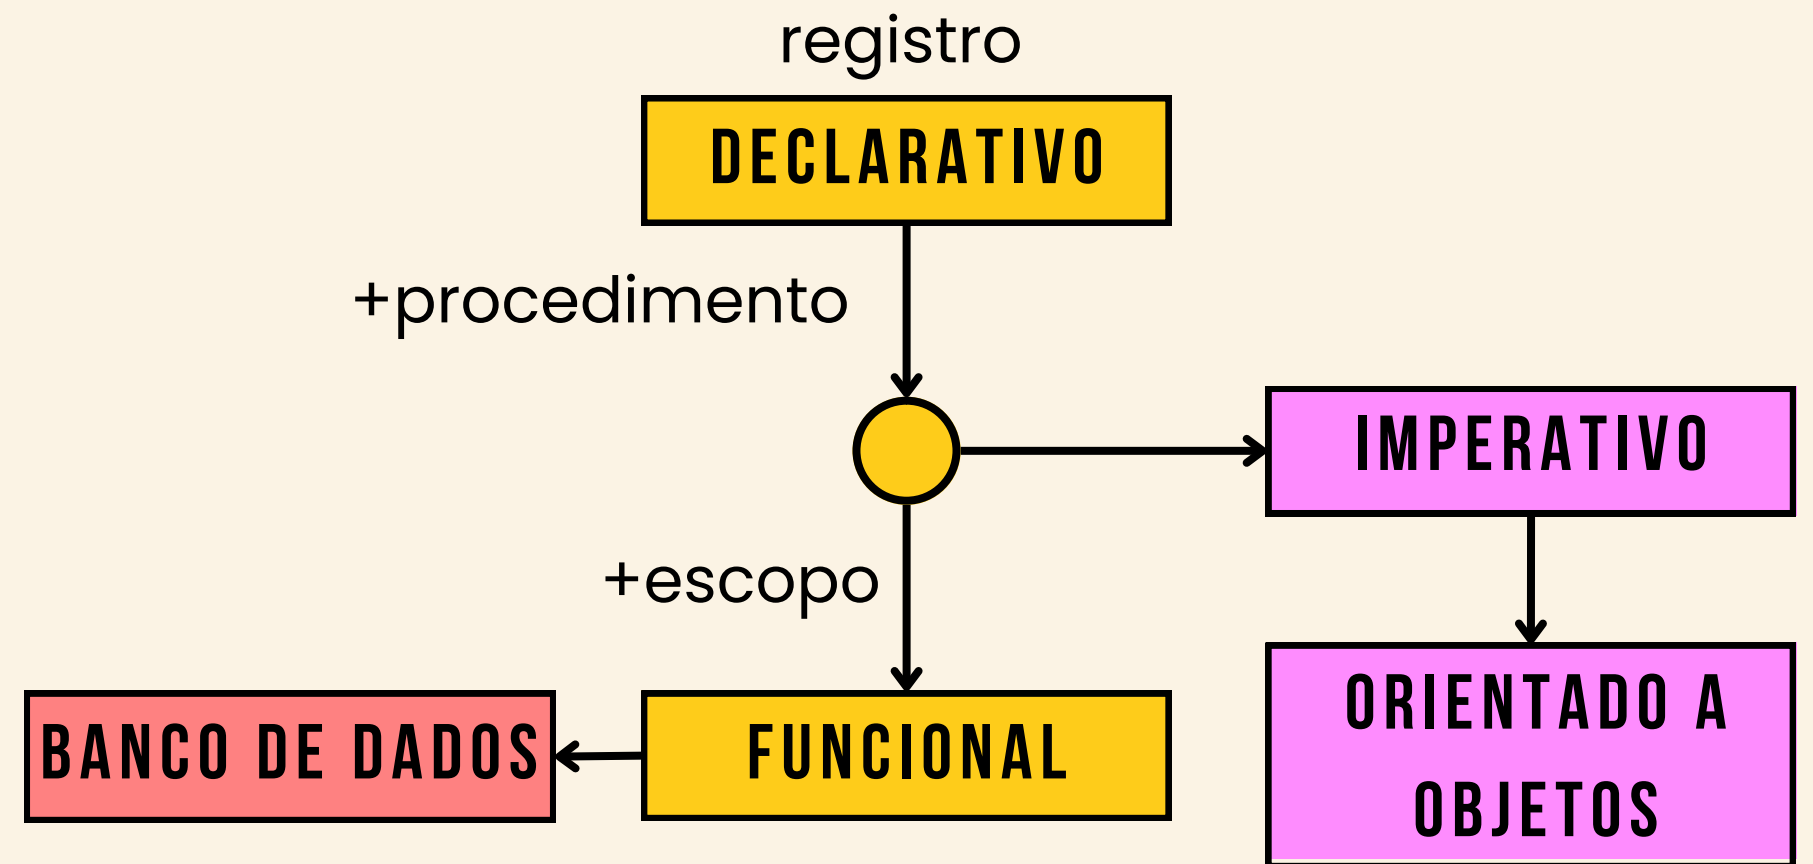 registro
DECLARATIVO
+procedimento
IMPERATIVO
+escopo
BANCO DE DADOS
FUNCIONAL
ORIENTADO A
OBJETOS